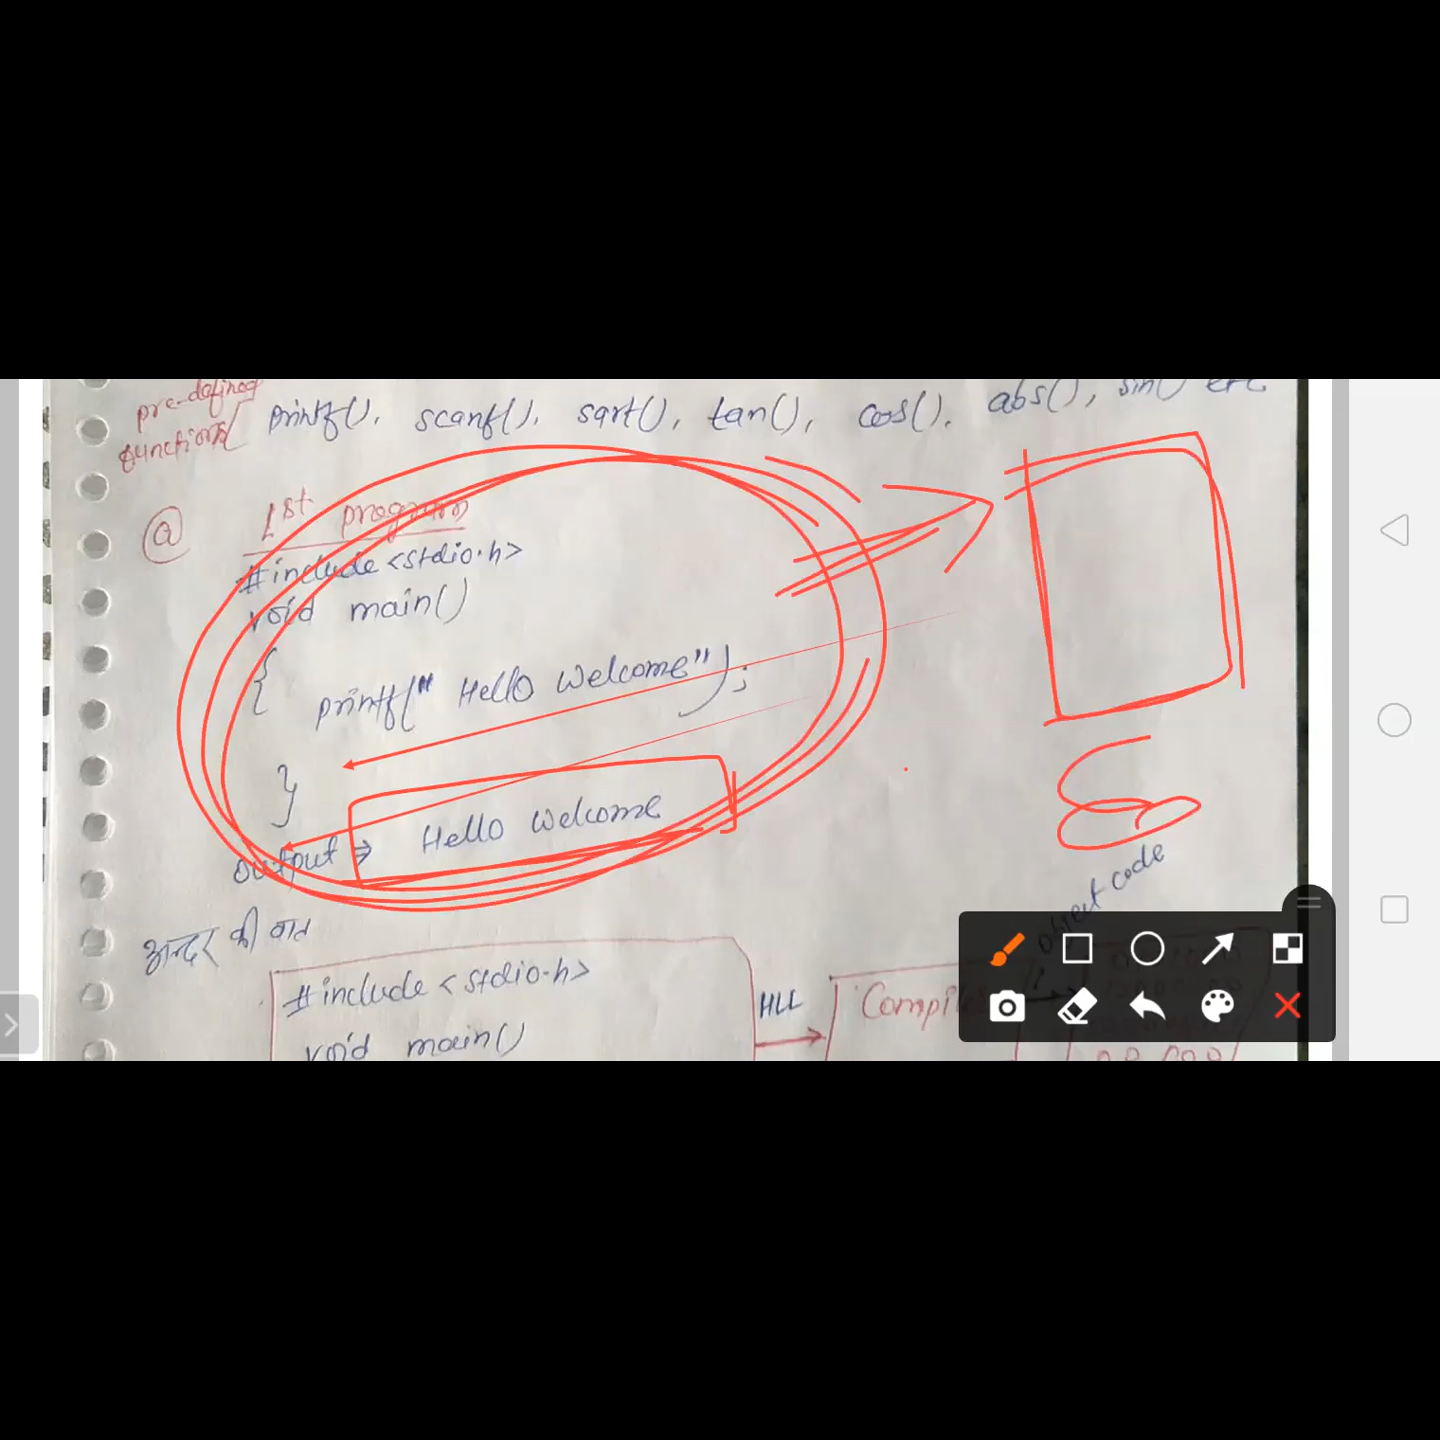 pre-defined
functions printf(), scanf(), sqrt(), tan(), cos(), abs(), sin() etc
(a) 1st program
#include <stdio.h>
void main()
{
printf(" Hello Welcome");
}
output ⇒ Hello Welcome
अन्दर की बात
object code
#include <stdio.h>
void main()
HLL